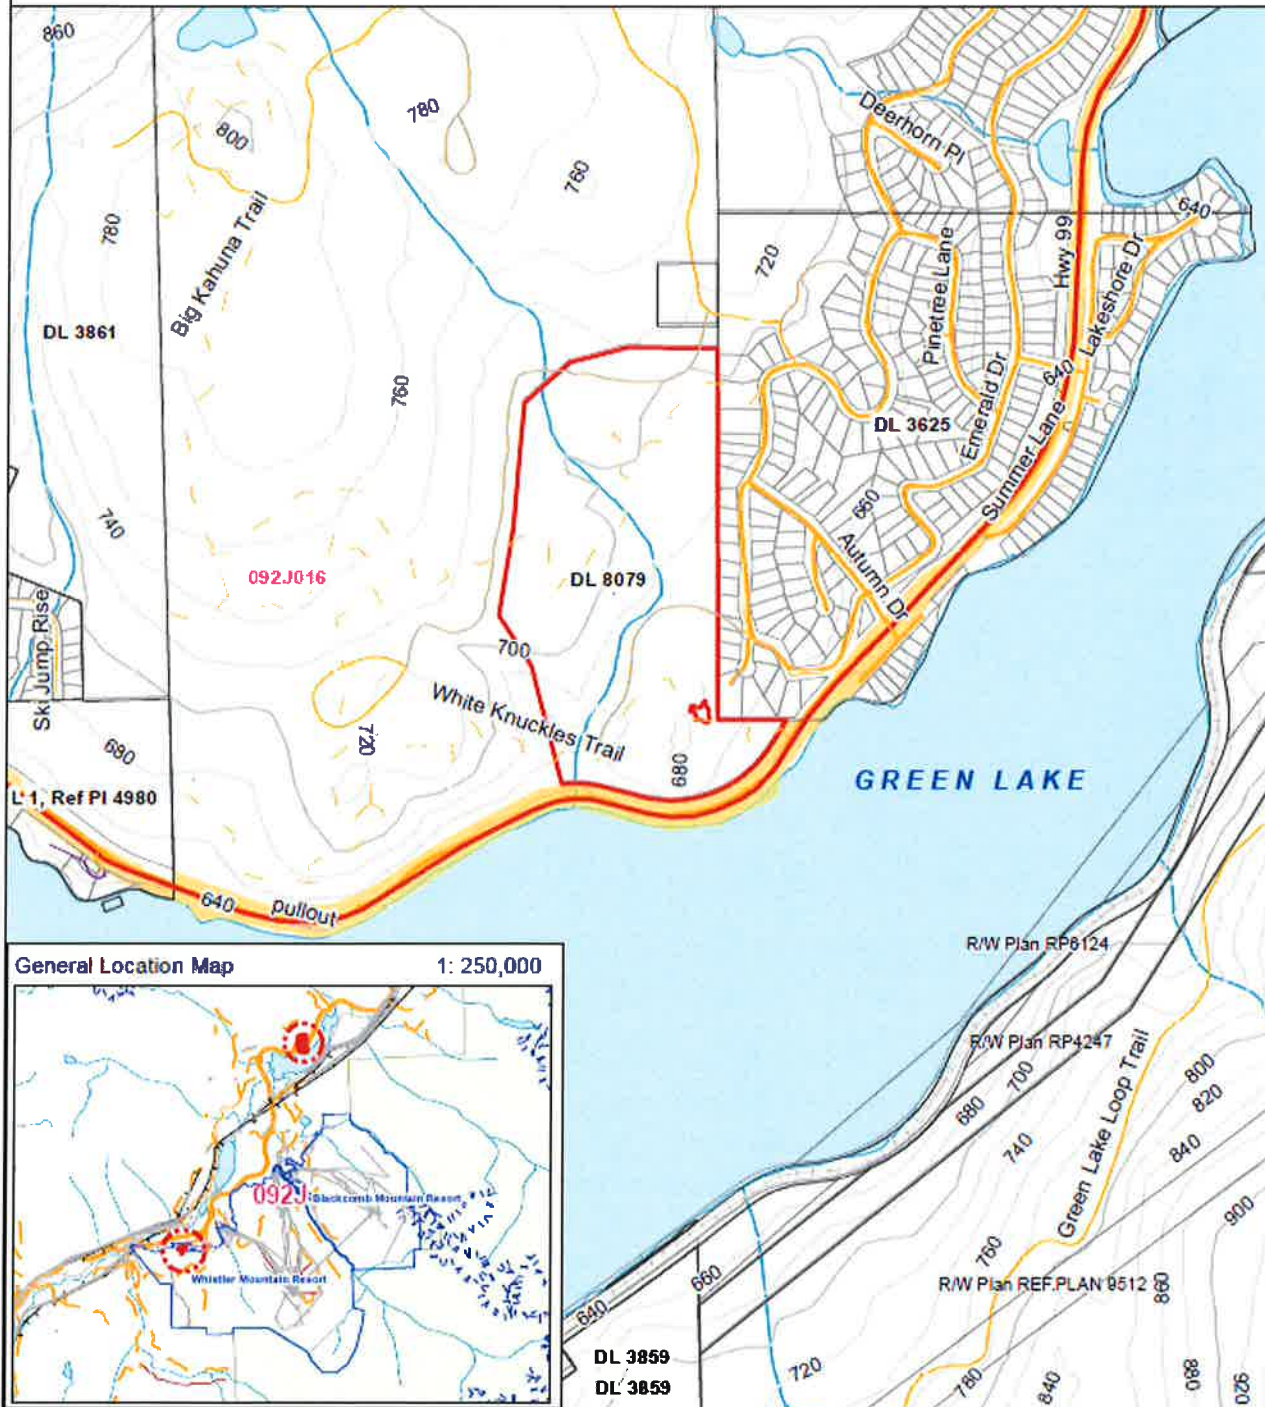 860
800
780
780
760
Big Kahuna Trail
DL 3861
760
740
092J016
Ski Jump Rise
680
L 1, Ref Pl 4980
640
pullout
720
700
White Knuckles Trail
DL 8079
680
720
Deerhorn Pl
Pinetree Lane
Emerald Dr
Hwy 99
Lakeshore Dr
640
640
Summer Lane
DL 3625
660
Autumn Dr
GREEN LAKE
R/W Plan RP6124
R/W Plan RP4247
Green Lake Loop Trail
700
680
740
800
820
840
900
760
R/W Plan REF.PLAN 9512
860
660
640
DL 3859
DL 3859
720
780
840
880
920
General Location Map 1: 250,000
092J
Blackcomb Mountain Resort
Whistler Mountain Resort